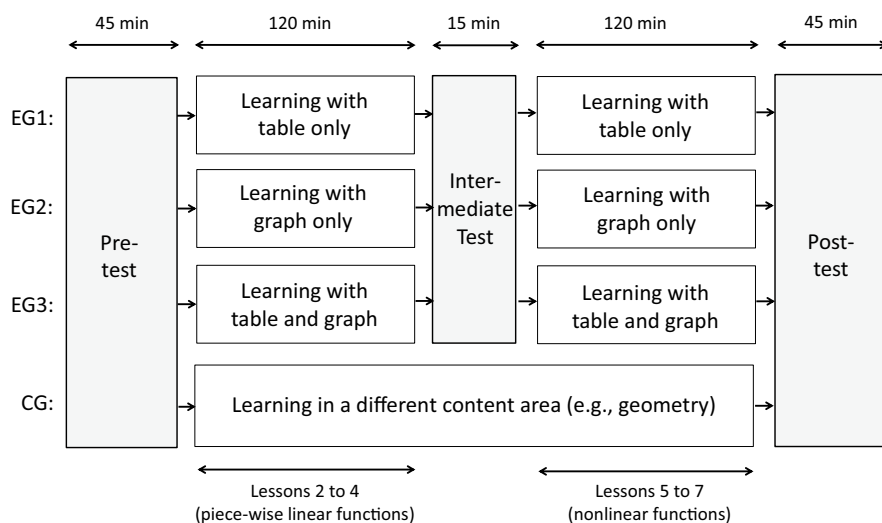 45 min
120 min
15 min
120 min
45 min
EG1:
Learning with
table only
Learning with
table only
EG2:
Learning with
graph only
Learning with
graph only
EG3:
Learning with
table and graph
Learning with
table and graph
Pre-
test
Inter-
mediate
Test
Post-
test
CG:
Learning in a different content area (e.g., geometry)
Lessons 2 to 4
(piece-wise linear functions)
Lessons 5 to 7
(nonlinear functions)